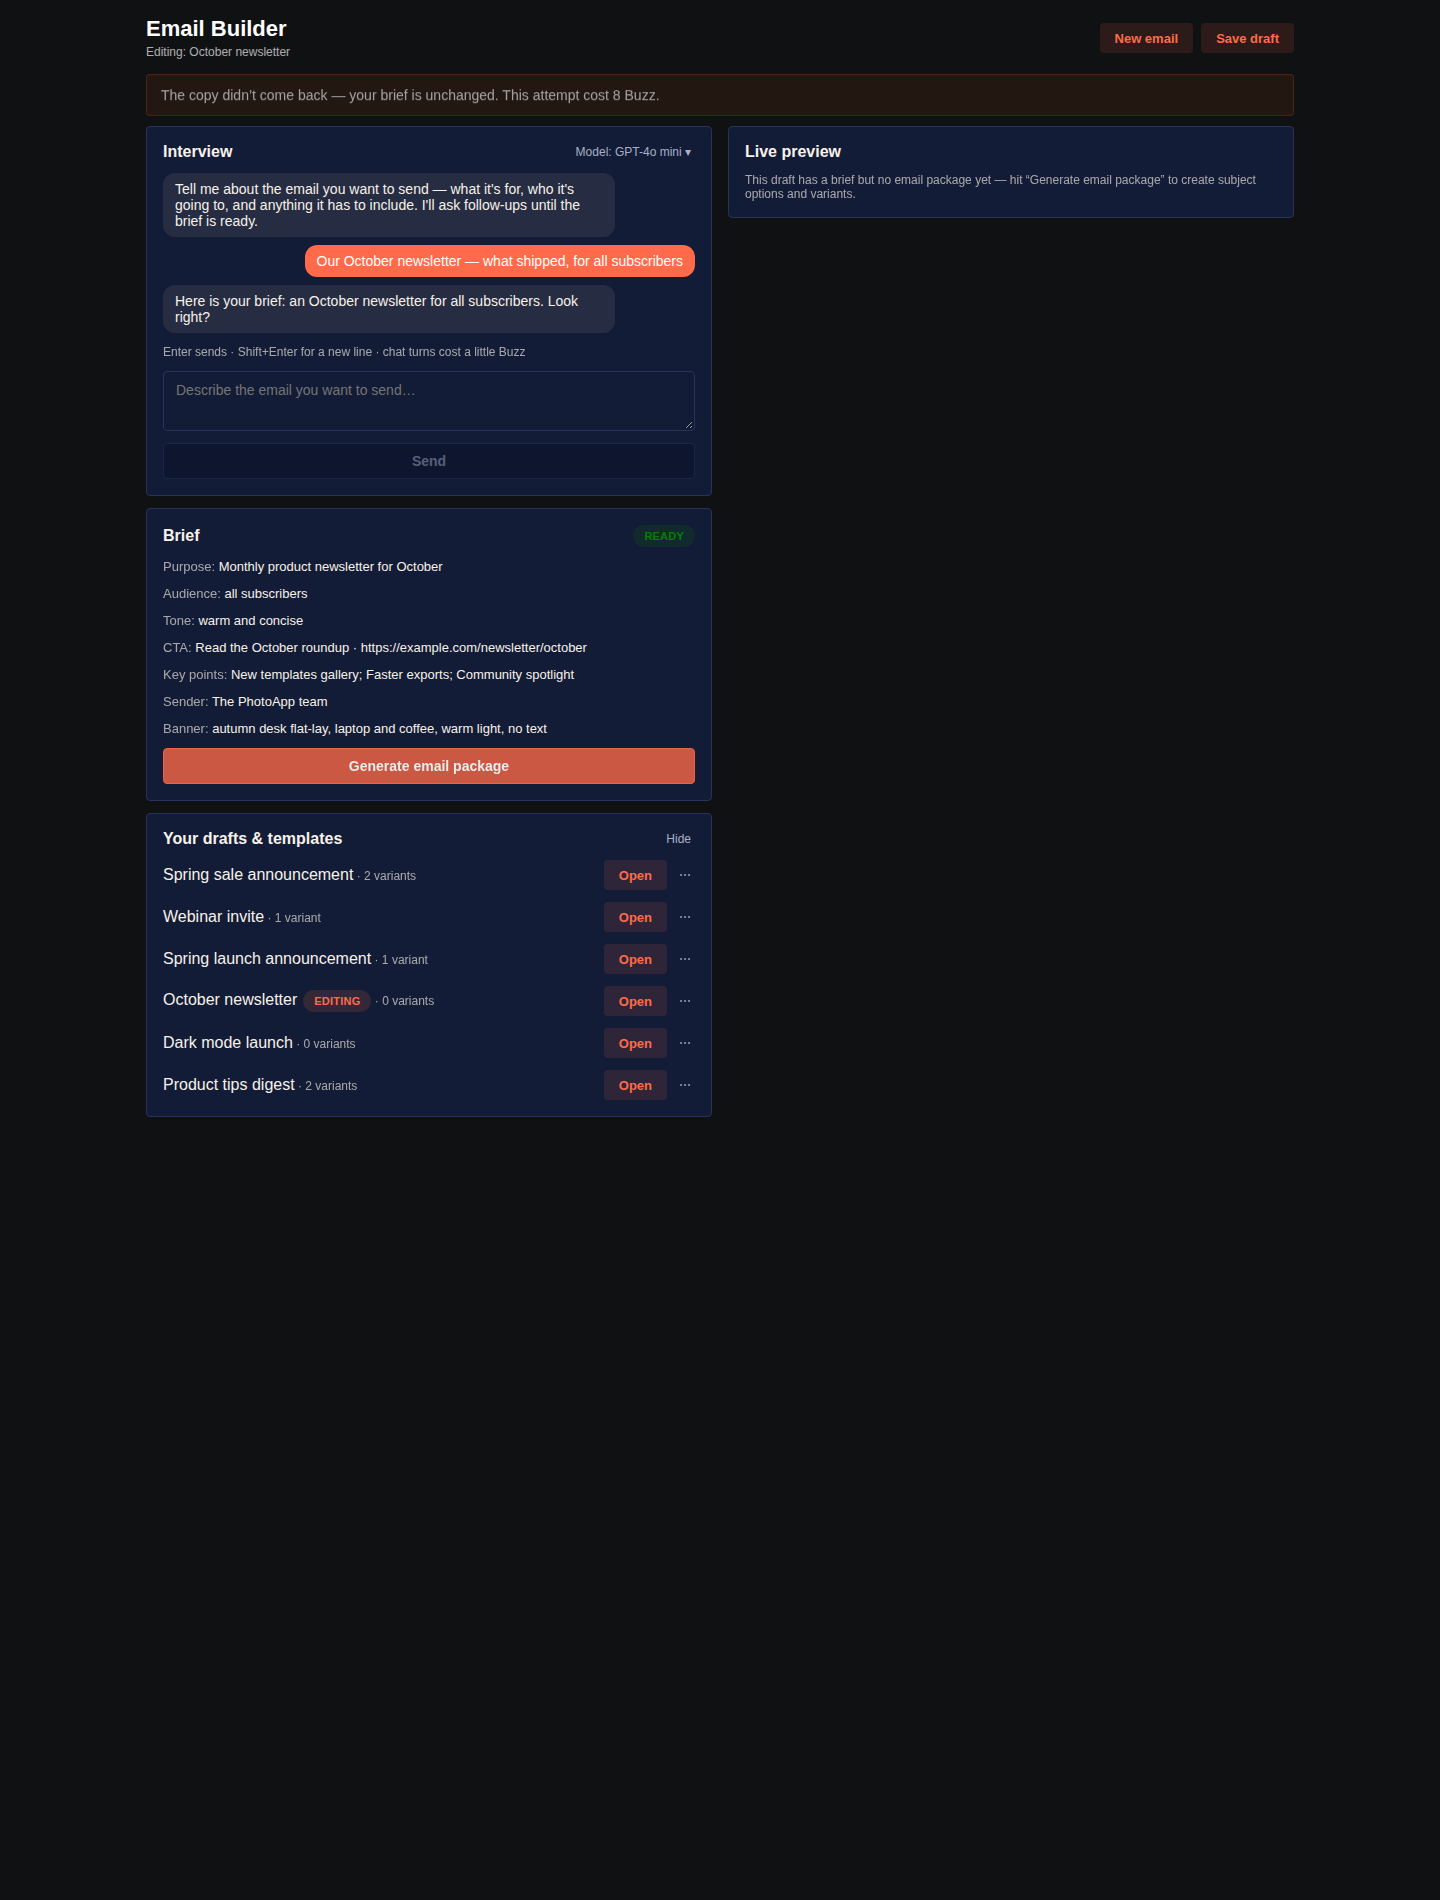 Email Builder
Editing: October newsletter
New email
Save draft
The copy didn’t come back — your brief is unchanged. This attempt cost 8 Buzz.
Interview
Model: GPT-4o mini ▾
Tell me about the email you want to send — what it's for, who it's
going to, and anything it has to include. I'll ask follow-ups until the
brief is ready.
Our October newsletter — what shipped, for all subscribers
Here is your brief: an October newsletter for all subscribers. Look
right?
Enter sends · Shift+Enter for a new line · chat turns cost a little Buzz
Describe the email you want to send…
Send
Brief
READY
Purpose: Monthly product newsletter for October
Audience: all subscribers
Tone: warm and concise
CTA: Read the October roundup · https://example.com/newsletter/october
Key points: New templates gallery; Faster exports; Community spotlight
Sender: The PhotoApp team
Banner: autumn desk flat-lay, laptop and coffee, warm light, no text
Generate email package
Your drafts & templates
Hide
Spring sale announcement · 2 variants
Open ···
Webinar invite · 1 variant
Open ···
Spring launch announcement · 1 variant
Open ···
October newsletter EDITING · 0 variants
Open ···
Dark mode launch · 0 variants
Open ···
Product tips digest · 2 variants
Open ···
Live preview
This draft has a brief but no email package yet — hit “Generate email package” to create subject
options and variants.